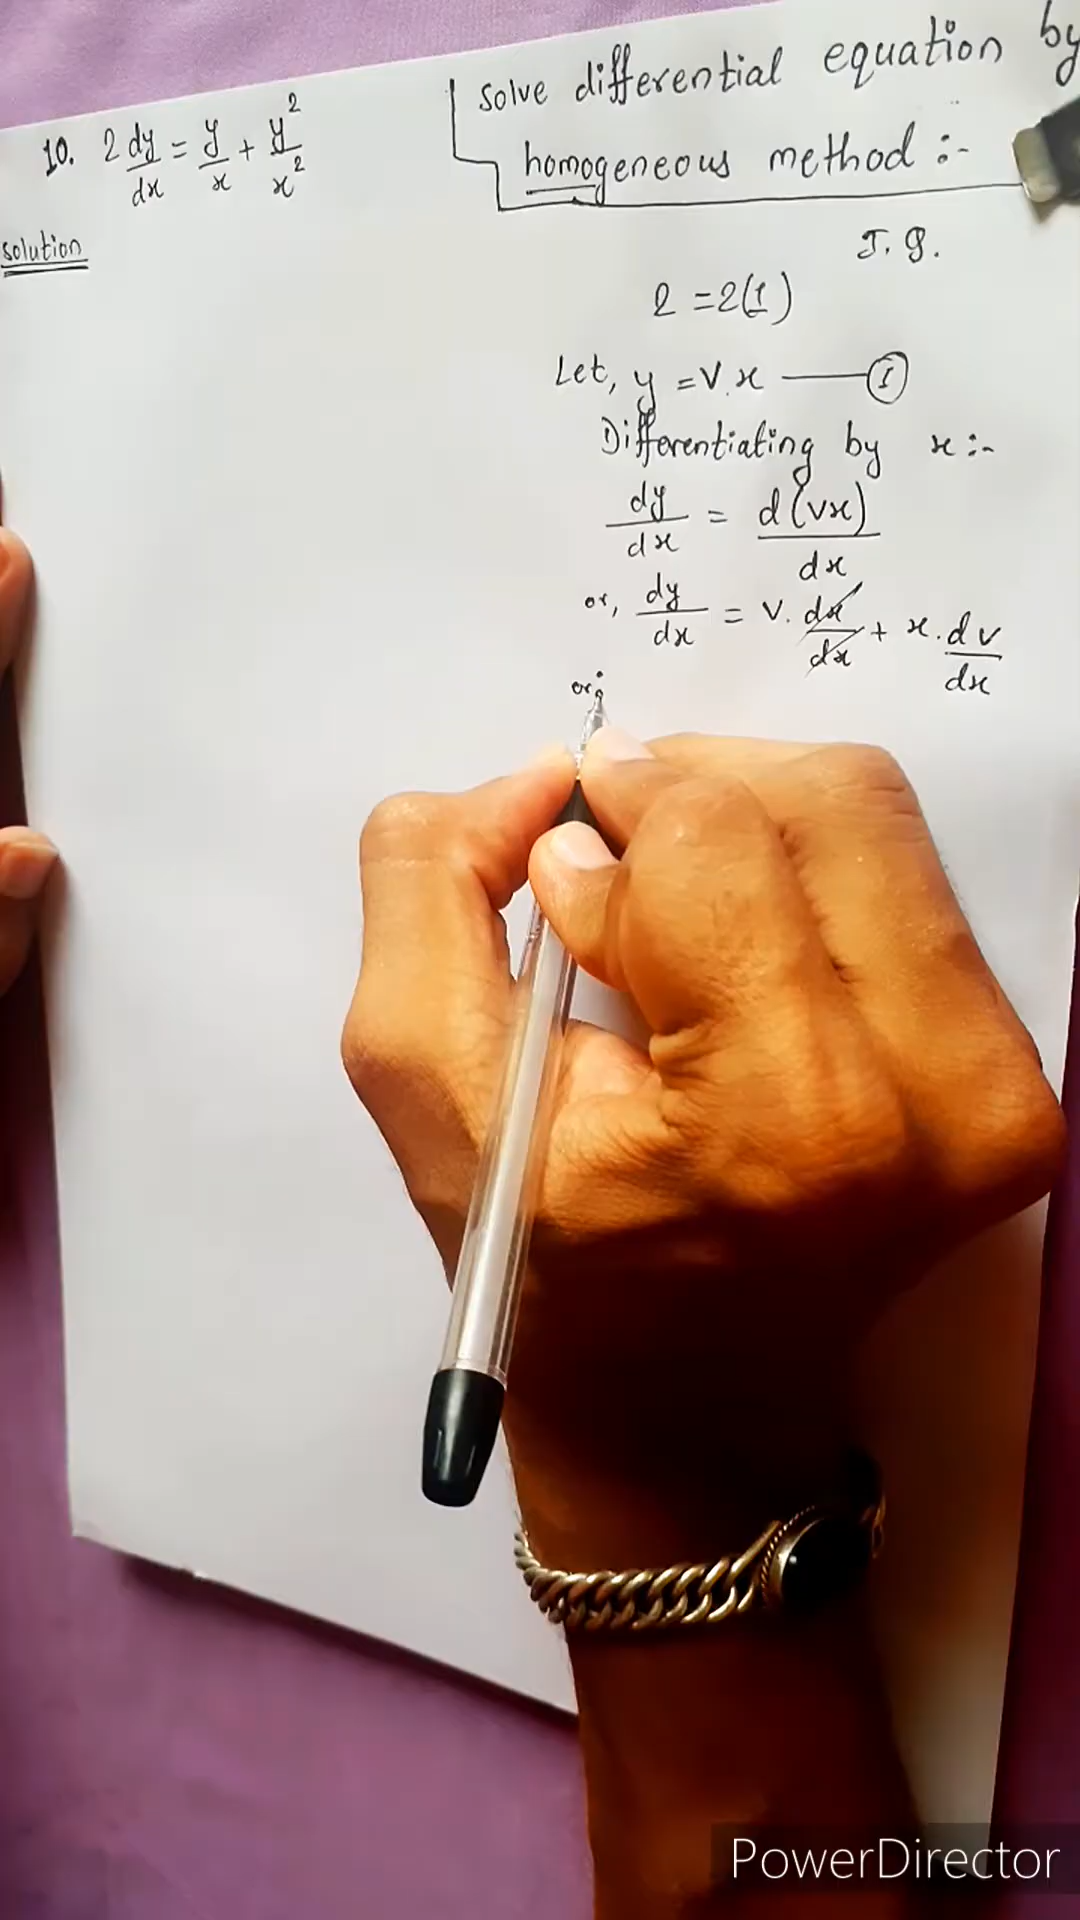 solve differential equation by
homogeneous method :-
10. 2 dy/dx = y/x + y²/x²
solution
I. g.
2 = 2(1)
Let, y = v.x —— (I)
Differentiating by x :-
dy/dx = d(vx)/dx
or, dy/dx = v. dx/dx + x. dv/dx
or,
PowerDirector